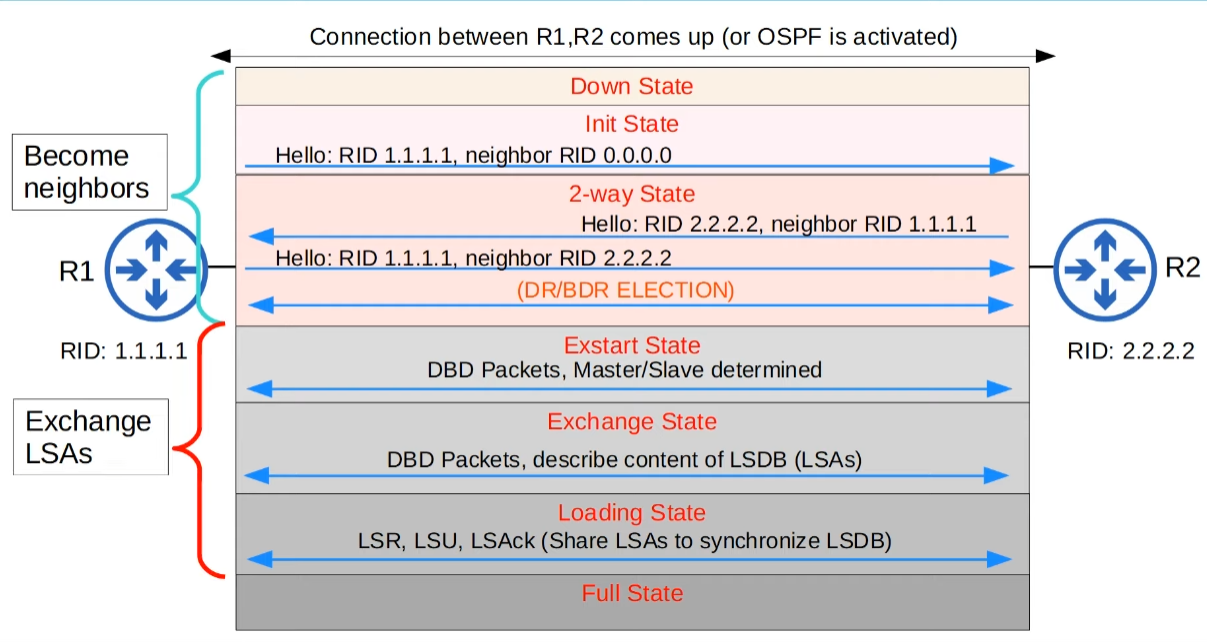 Connection between R1,R2 comes up (or OSPF is activated)
Down State
Init State
Hello: RID 1.1.1.1, neighbor RID 0.0.0.0
Become
neighbors
2-way State
Hello: RID 2.2.2.2, neighbor RID 1.1.1.1
Hello: RID 1.1.1.1, neighbor RID 2.2.2.2
(DR/BDR ELECTION)
R1
R2
RID: 1.1.1.1
RID: 2.2.2.2
Exstart State
DBD Packets, Master/Slave determined
Exchange
LSAs
Exchange State
DBD Packets, describe content of LSDB (LSAs)
Loading State
LSR, LSU, LSAck (Share LSAs to synchronize LSDB)
Full State